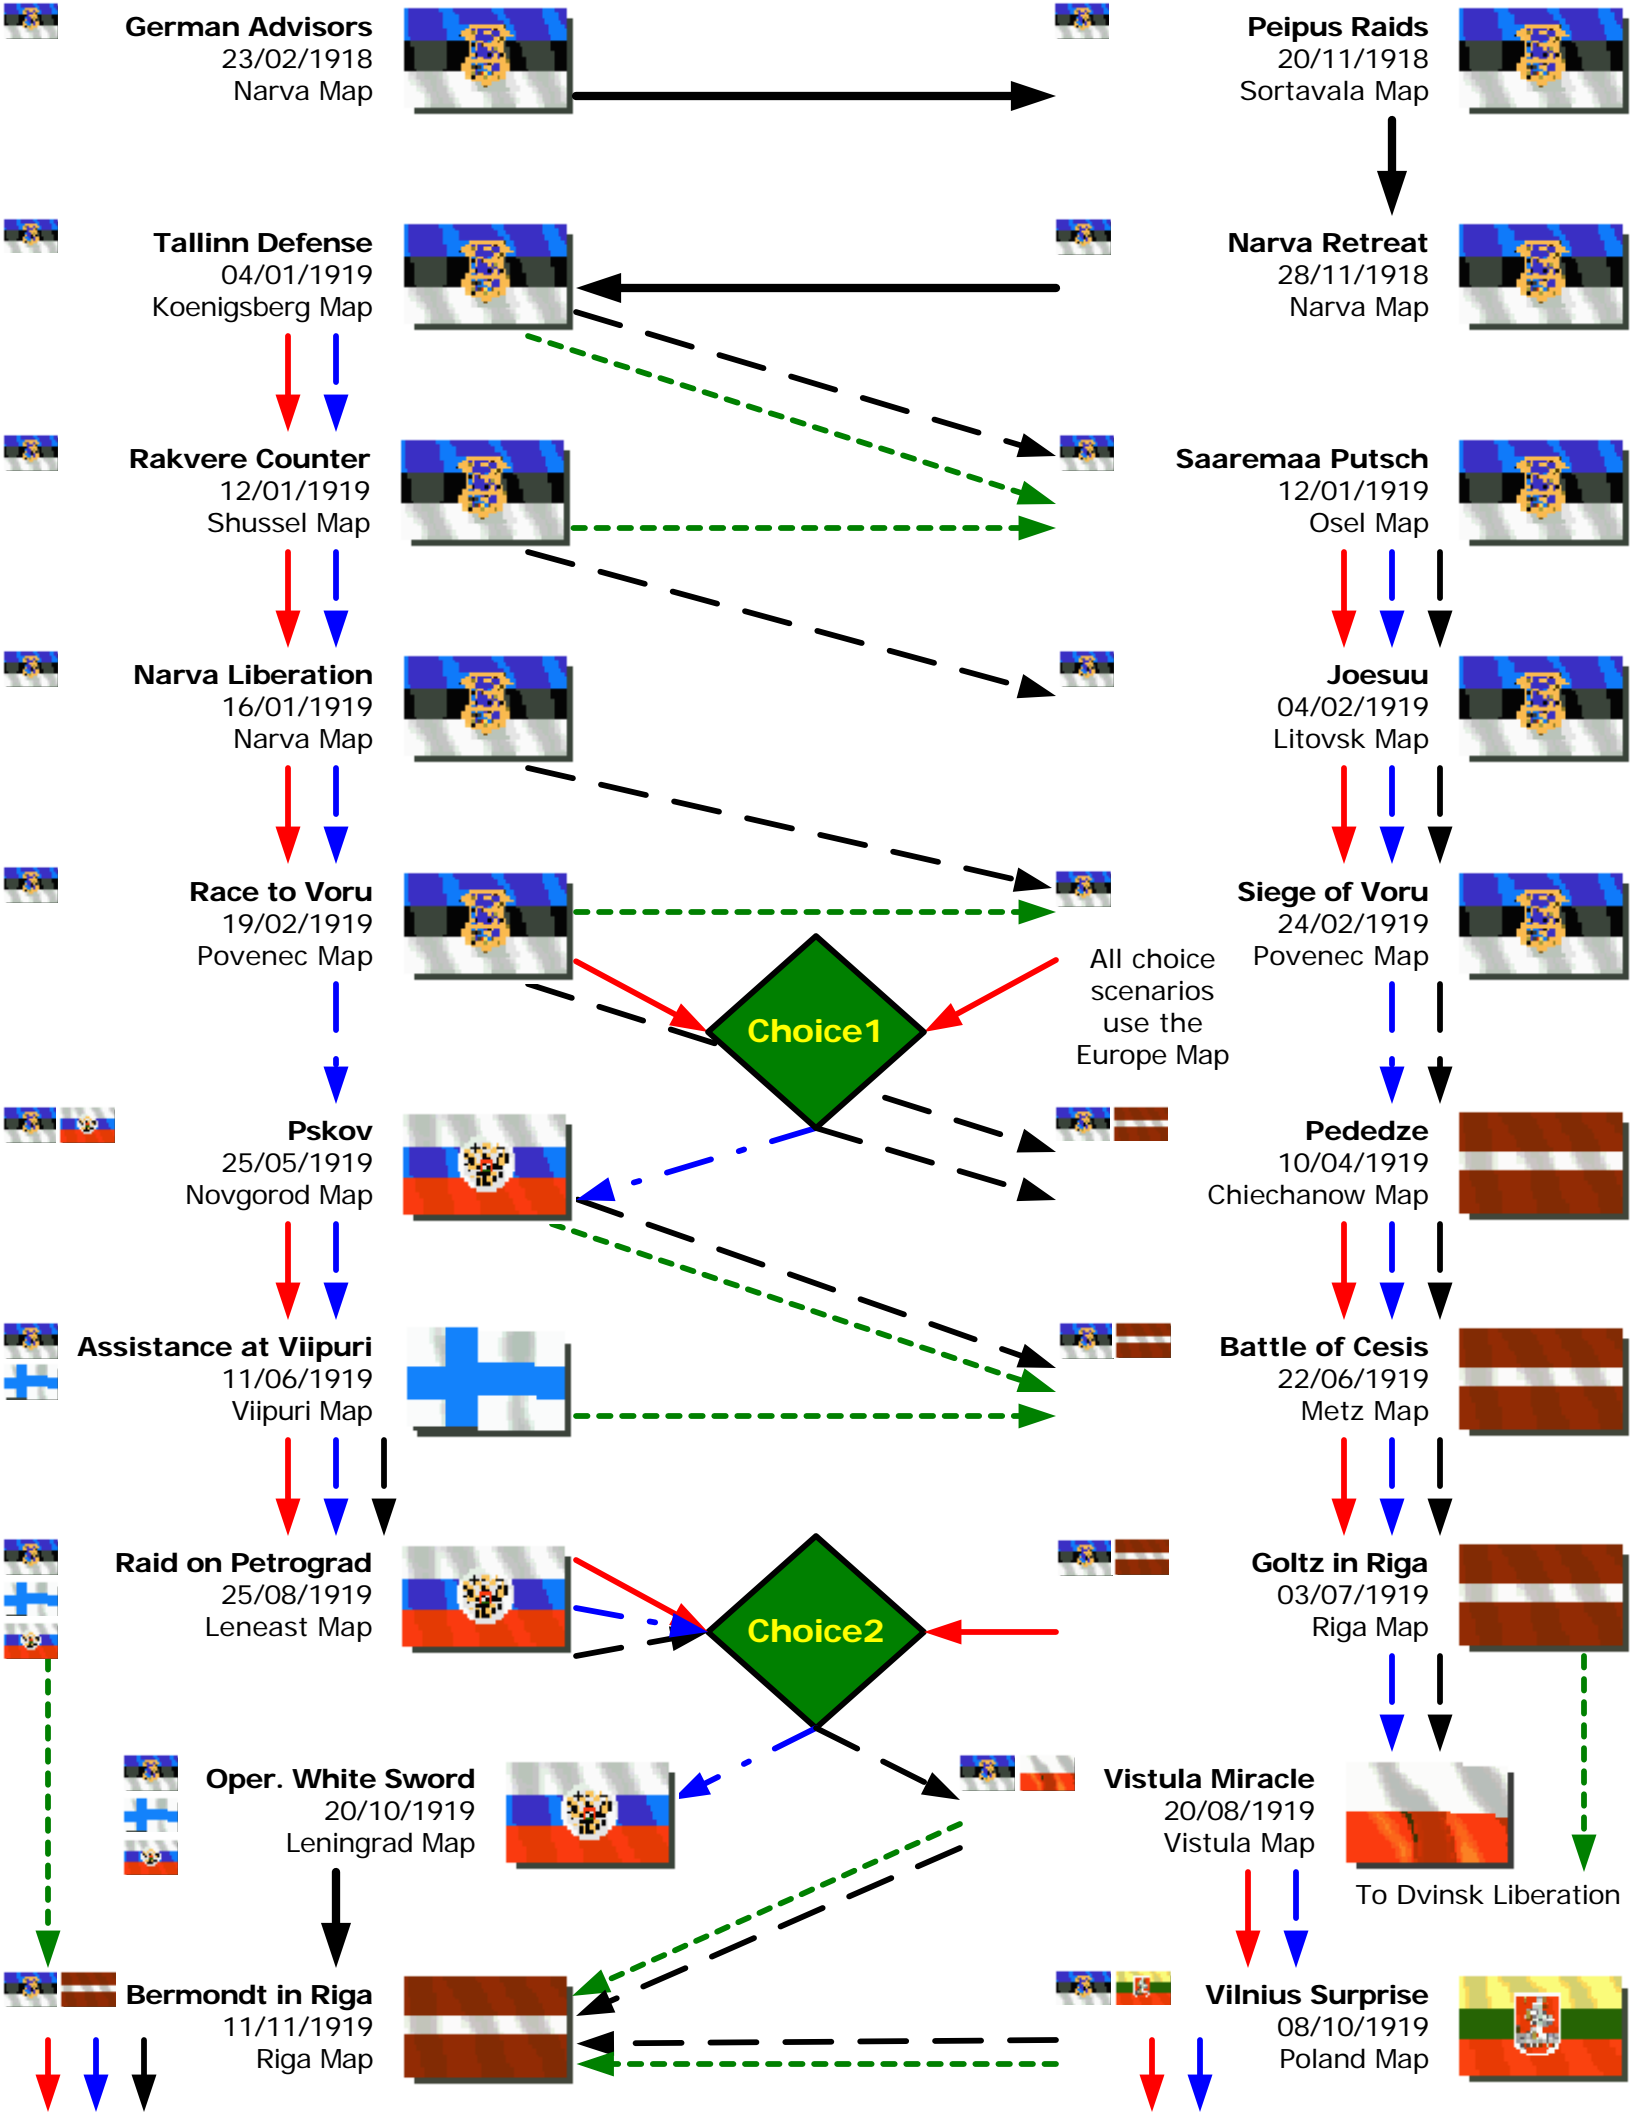 German Advisors
23/02/1918
Narva Map
Peipus Raids
20/11/1918
Sortavala Map
Tallinn Defense
04/01/1919
Koenigsberg Map
Narva Retreat
28/11/1918
Narva Map
Rakvere Counter
12/01/1919
Shussel Map
Saaremaa Putsch
12/01/1919
Osel Map
Narva Liberation
16/01/1919
Narva Map
Joesuu
04/02/1919
Litovsk Map
Race to Voru
19/02/1919
Povenec Map
Siege of Voru
24/02/1919
Povenec Map
All choice
scenarios
use the
Europe Map
Choice1
Pskov
25/05/1919
Novgorod Map
Pededze
10/04/1919
Chiechanow Map
Assistance at Viipuri
11/06/1919
Viipuri Map
Battle of Cesis
22/06/1919
Metz Map
Raid on Petrograd
25/08/1919
Leneast Map
Choice2
Goltz in Riga
03/07/1919
Riga Map
Oper. White Sword
20/10/1919
Leningrad Map
Vistula Miracle
20/08/1919
Vistula Map
To Dvinsk Liberation
Bermondt in Riga
11/11/1919
Riga Map
Vilnius Surprise
08/10/1919
Poland Map